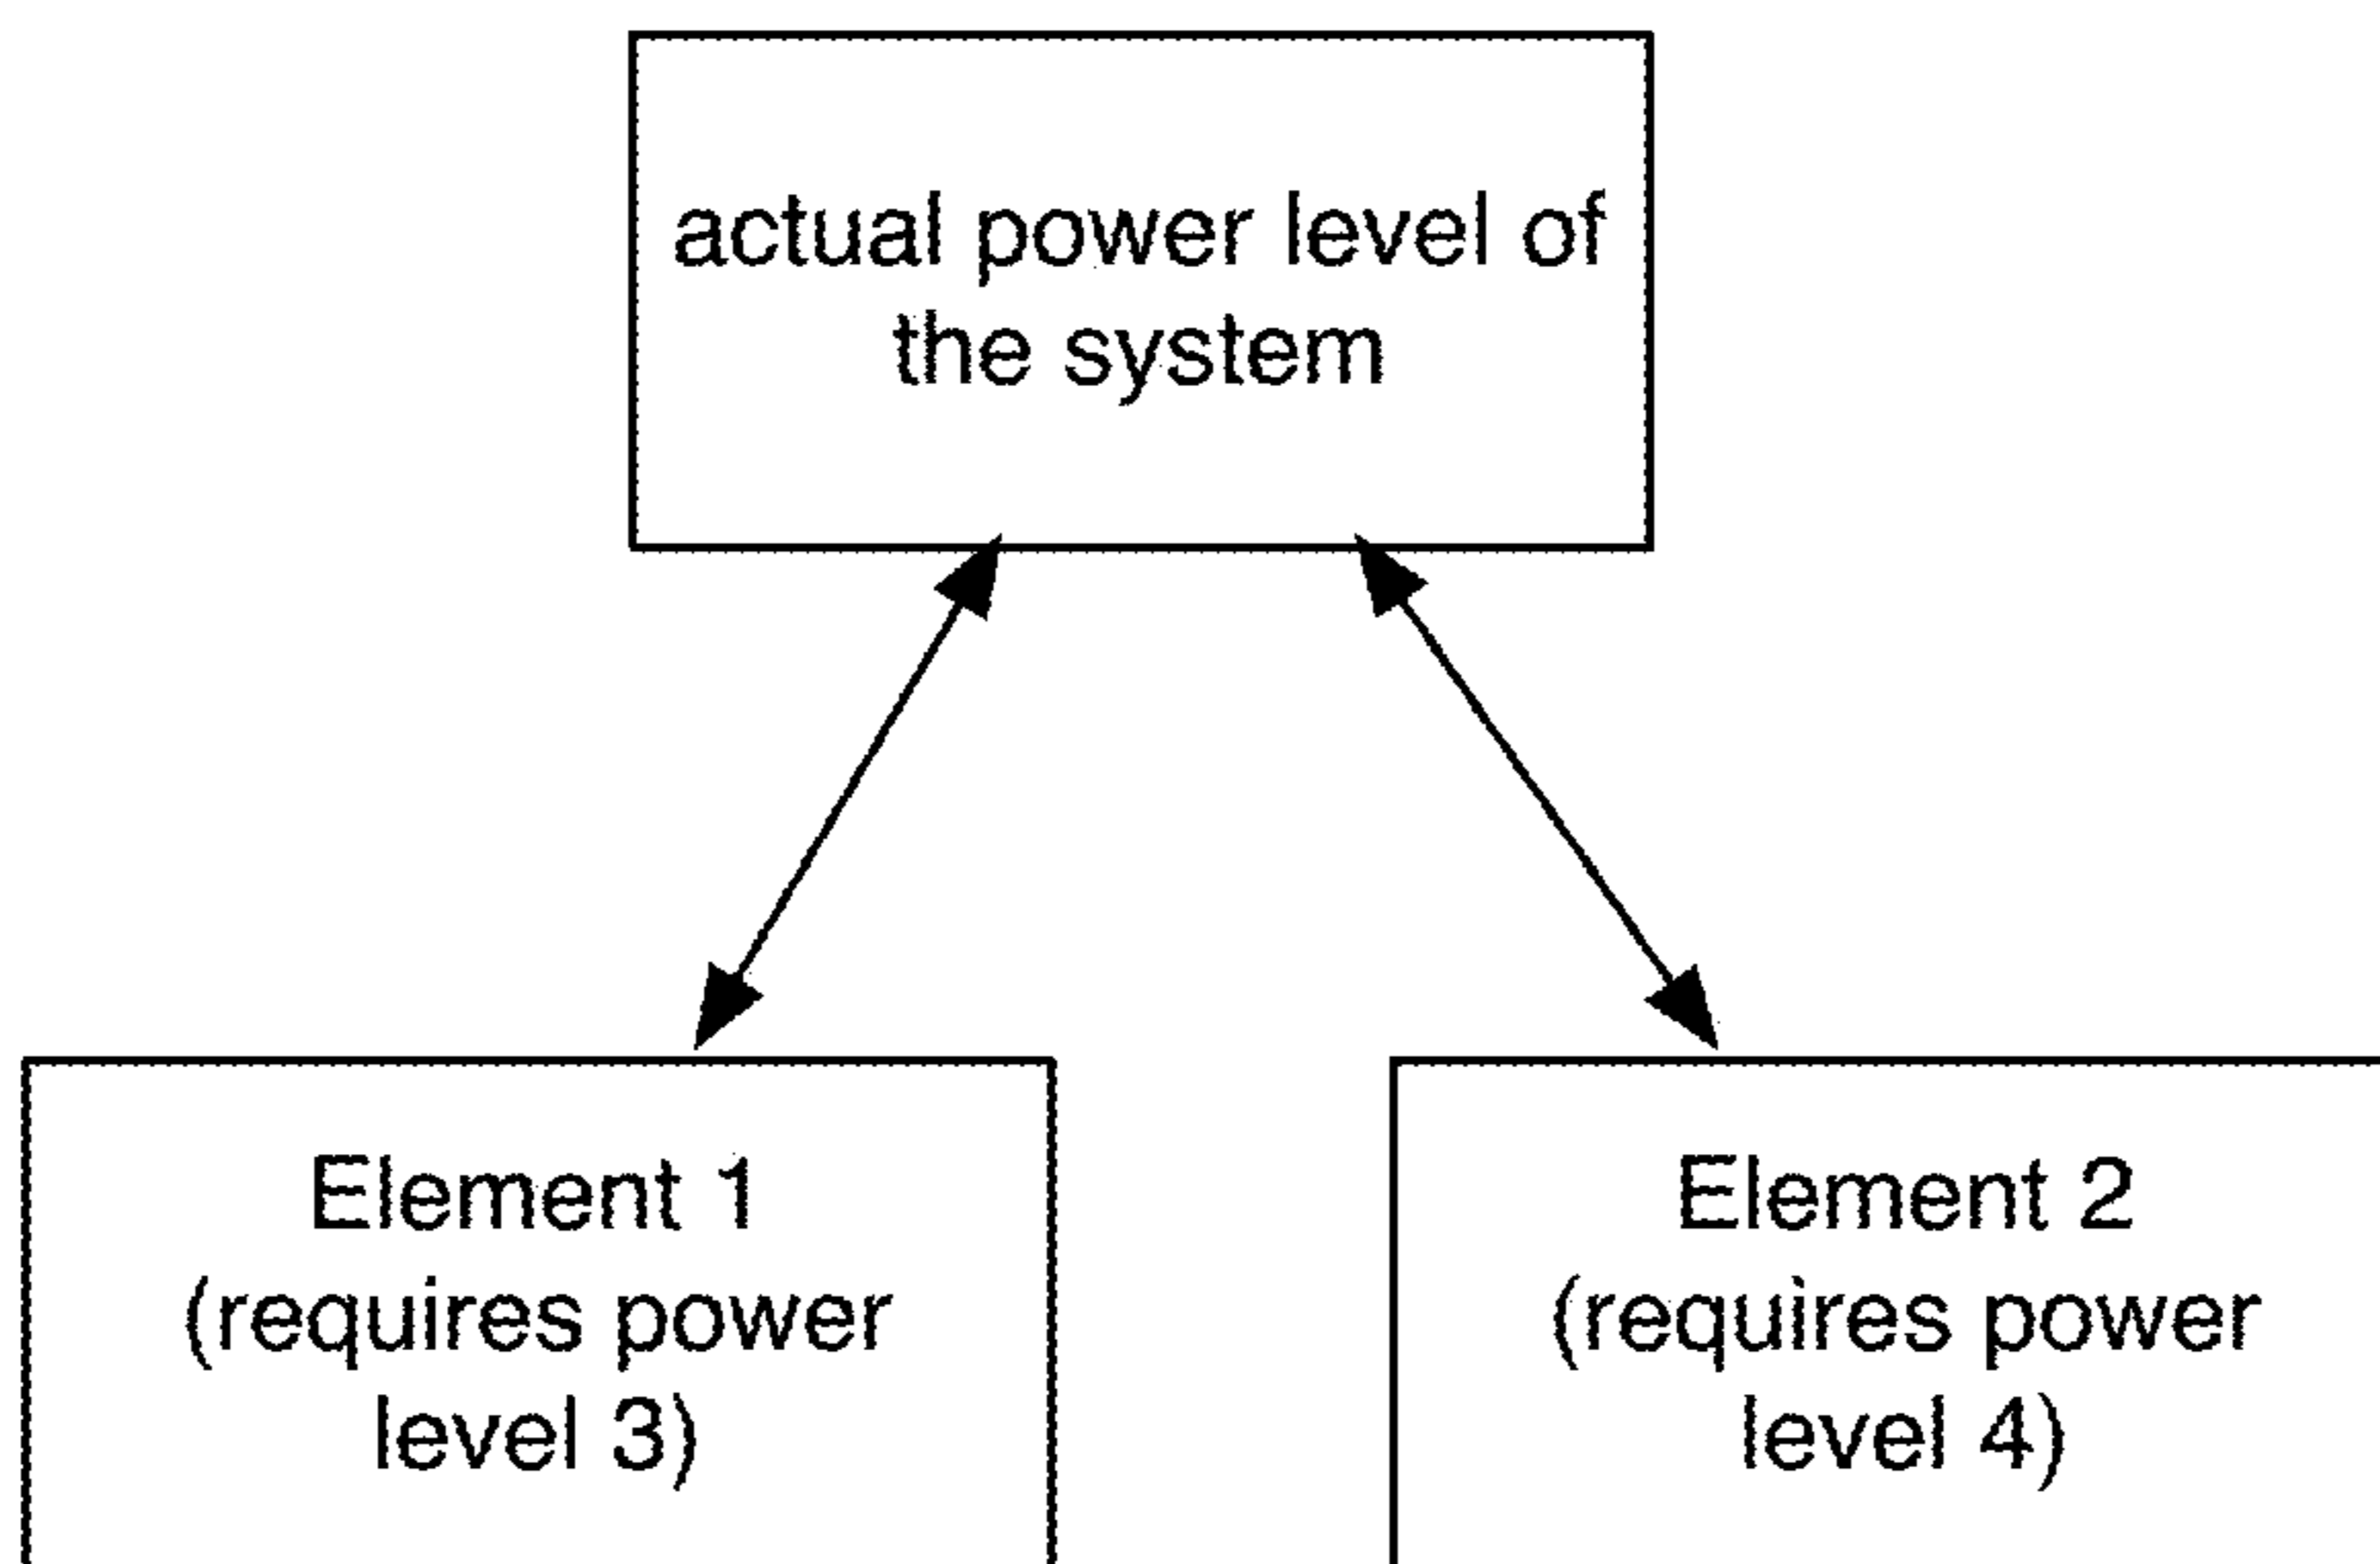 actual power level of
the system
Element 1
(requires power
level 3)
Element 2
(requires power
level 4)